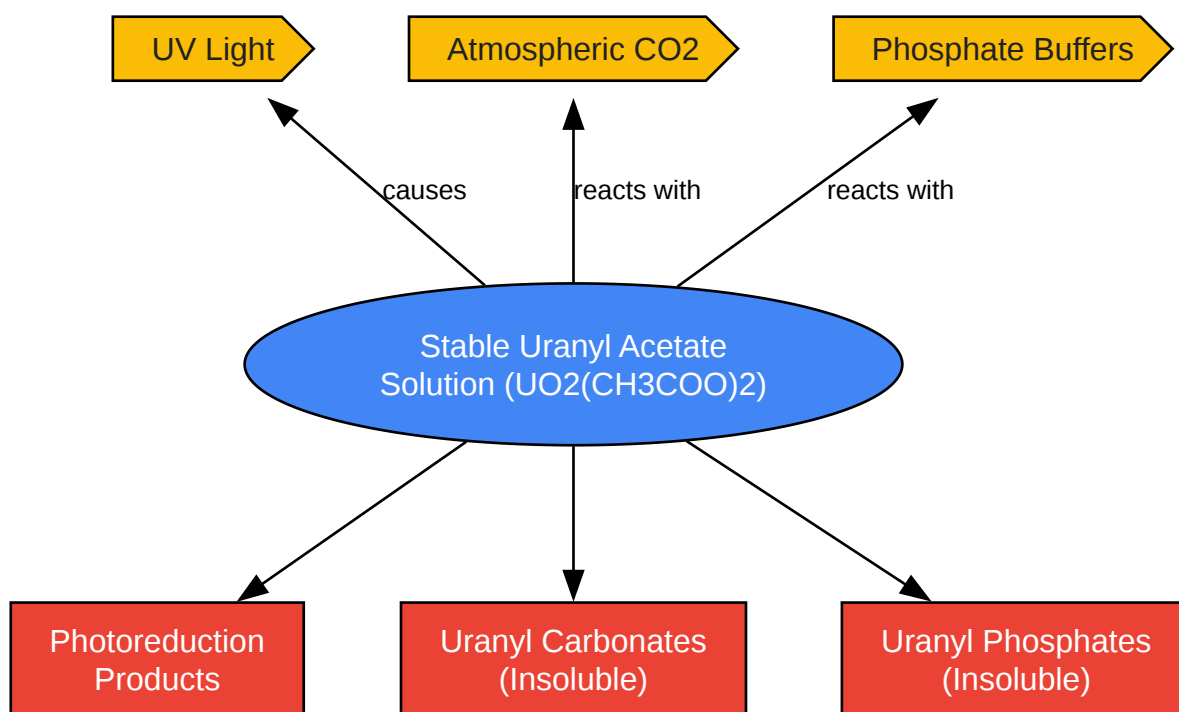 UV Light
Atmospheric CO2
Phosphate Buffers
causes
reacts with
reacts with
Stable Uranyl Acetate
Solution (UO2(CH3COO)2)
Photoreduction
Products
Uranyl Carbonates
(Insoluble)
Uranyl Phosphates
(Insoluble)